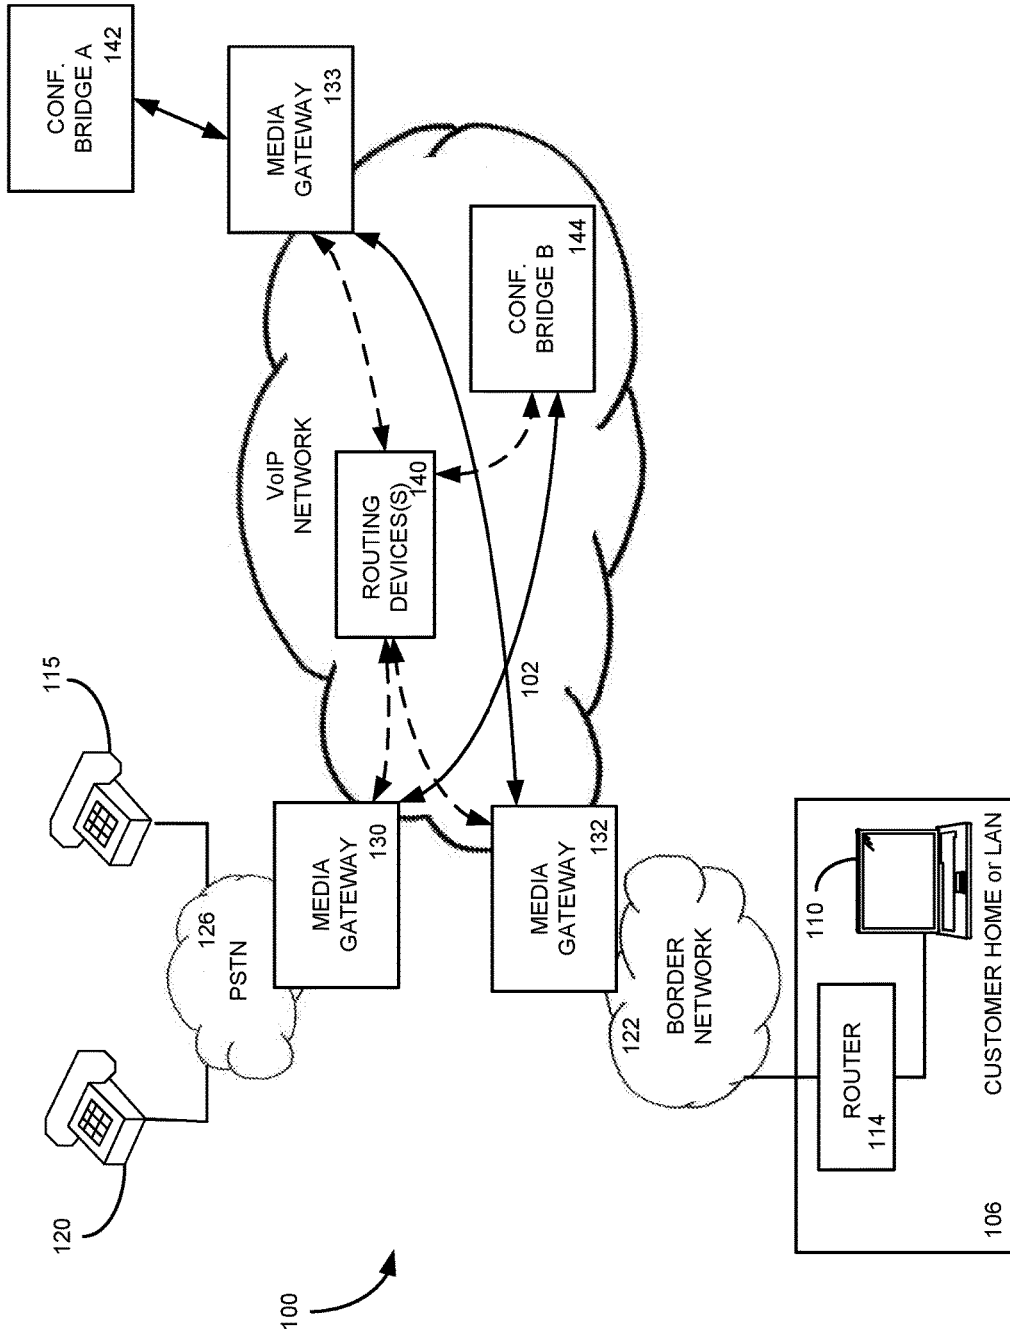 100
120
115
PSTN
126
MEDIA
GATEWAY
130
MEDIA
GATEWAY
132
122
BORDER
NETWORK
106
ROUTER
114
110
CUSTOMER HOME or LAN
102
VoIP
NETWORK
ROUTING
DEVICES(S)
140
MEDIA
GATEWAY
133
CONF.
BRIDGE A
142
CONF.
BRIDGE B
144